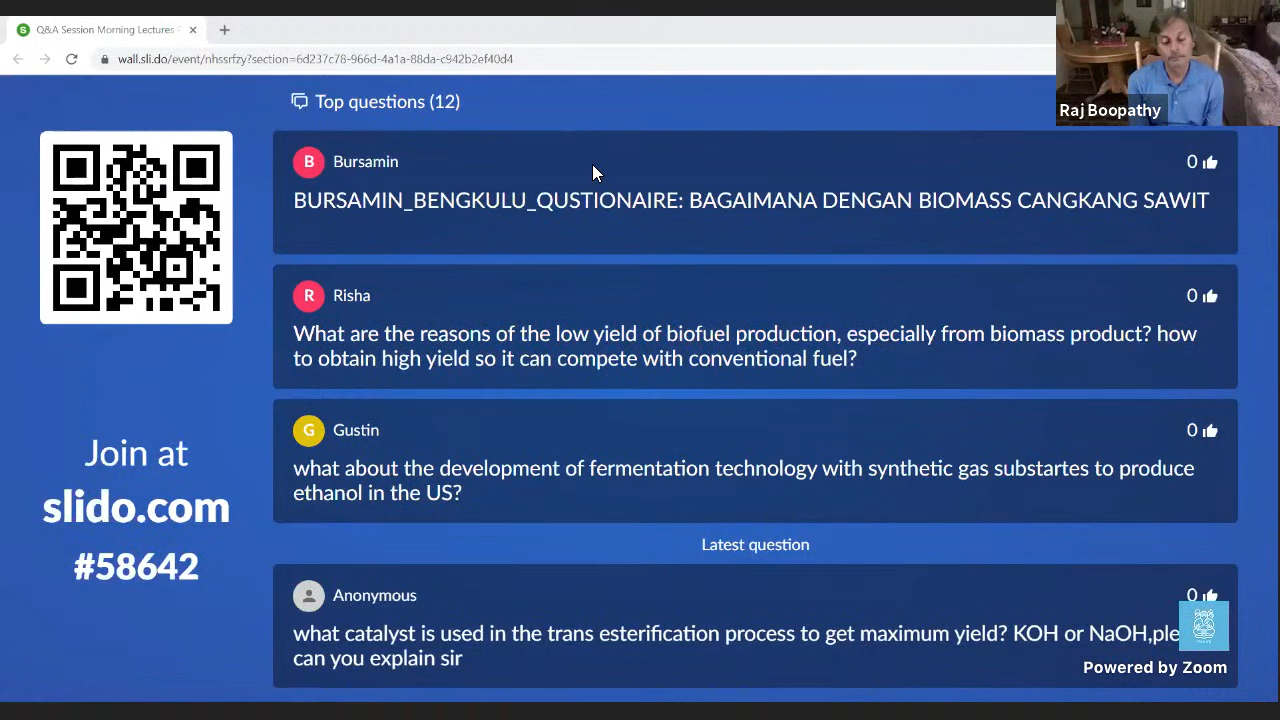 Q&A Session Morning Lectures
wall.sli.do/event/nhssrfzy?section=6d237c78-966d-4a1a-88da-c942b2ef40d4
Raj Boopathy
Top questions (12)
B Bursamin 0
BURSAMIN_BENGKULU_QUSTIONAIRE: BAGAIMANA DENGAN BIOMASS CANGKANG SAWIT
R Risha 0
What are the reasons of the low yield of biofuel production, especially from biomass product? how
to obtain high yield so it can compete with conventional fuel?
G Gustin 0
what about the development of fermentation technology with synthetic gas substartes to produce
ethanol in the US?
Join at
slido.com
#58642
Latest question
Anonymous 0
what catalyst is used in the trans esterification process to get maximum yield? KOH or NaOH,ple
can you explain sir
Powered by Zoom